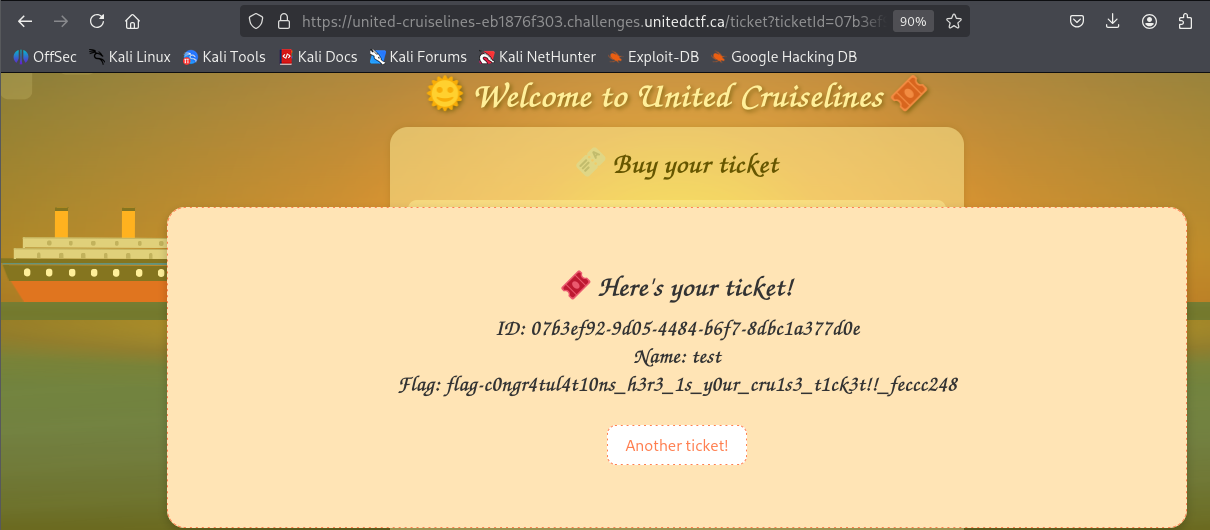 https://united-cruiselines-eb1876f303.challenges.unitedctf.ca/ticket?ticketId=07b3ef
90%
OffSec Kali Linux Kali Tools Kali Docs Kali Forums Kali NetHunter Exploit-DB Google Hacking DB
Welcome to United Cruiselines
Buy your ticket
Here's your ticket!
ID: 07b3ef92-9d05-4484-b6f7-8dbc1a377d0e
Name: test
Flag: flag-c0ngr4tul4t10ns_h3r3_1s_y0ur_cru1s3_t1ck3t!!_feccc248
Another ticket!